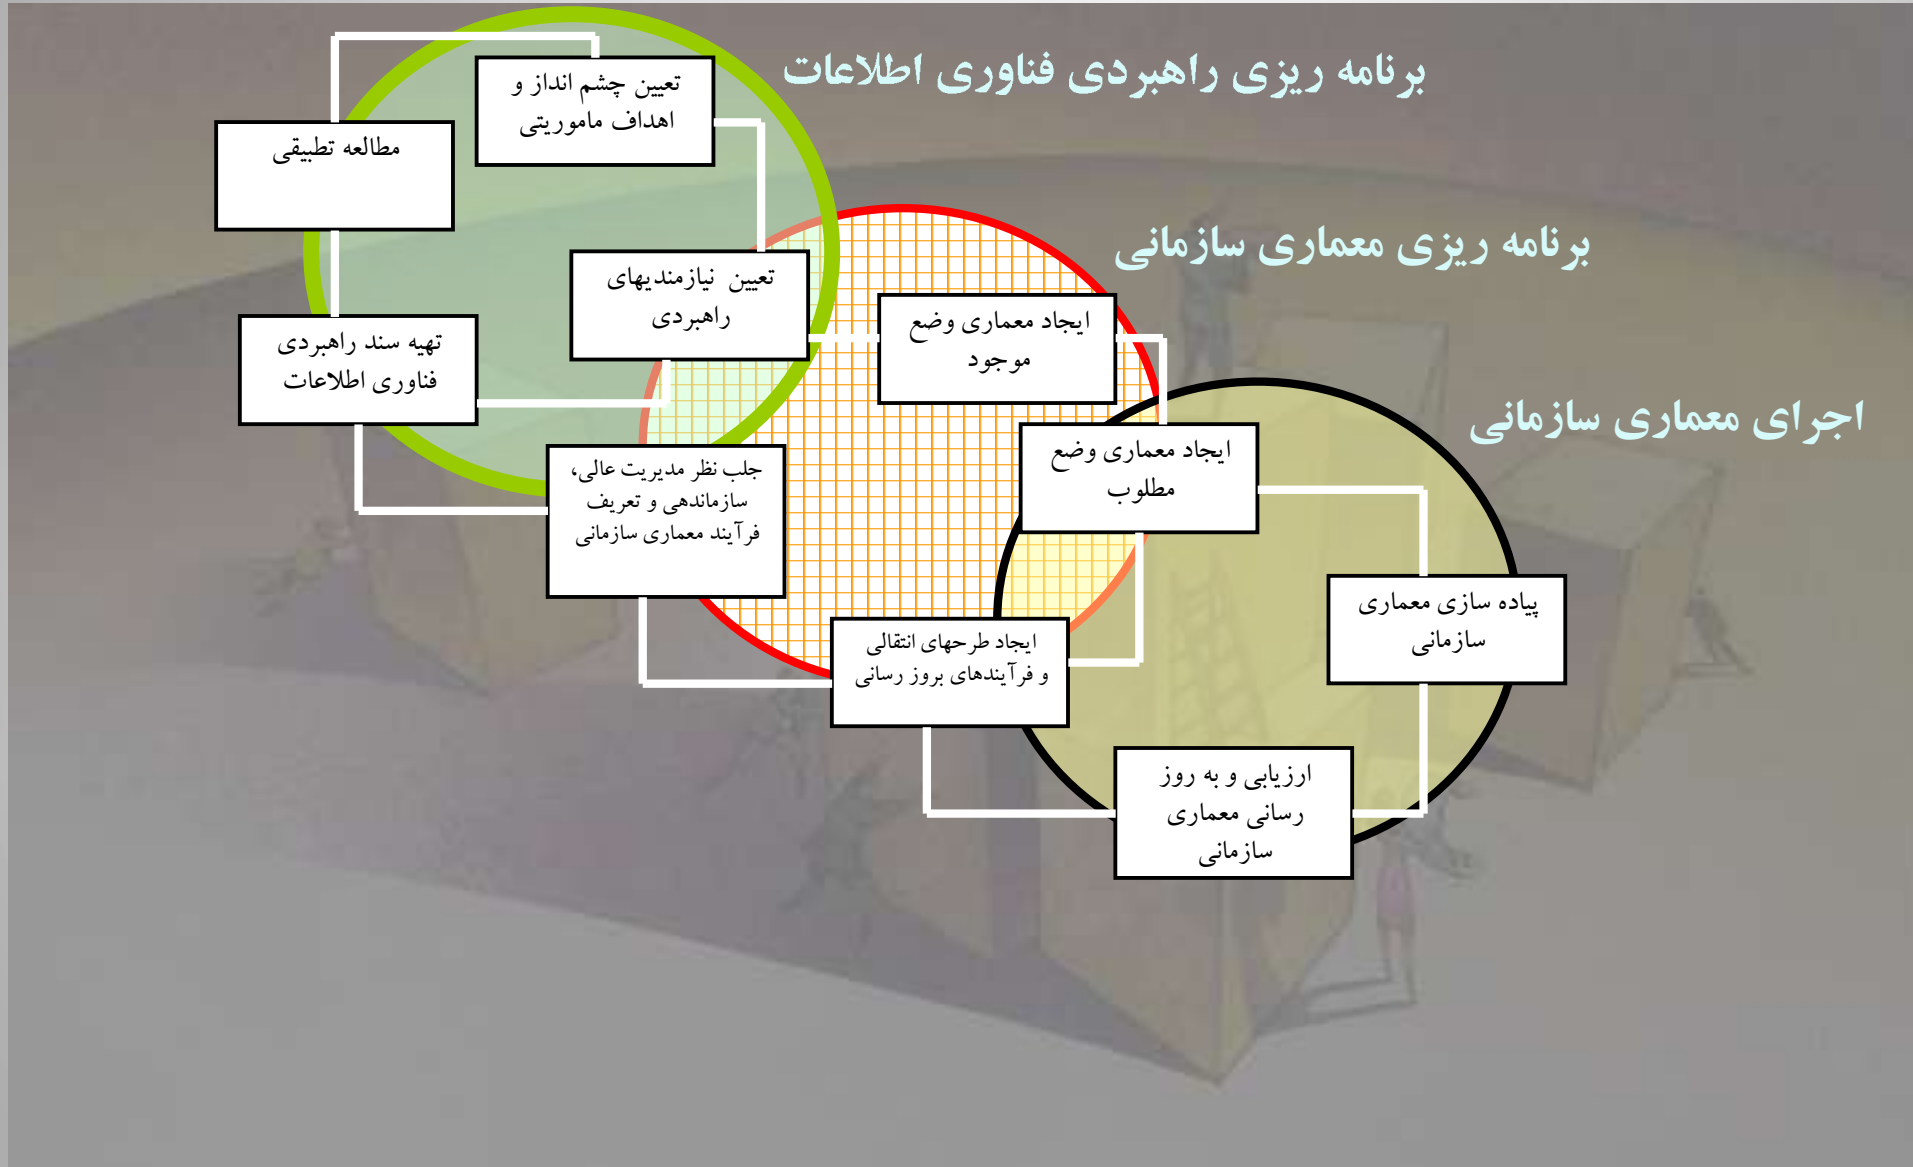 برنامه ریزی راهبردی فناوری اطلاعات
تعیین چشم انداز و
اهداف ماموریتی
مطالعه تطبیقی
تعیین نیازمندیهای
راهبردی
تهیه سند راهبردی
فناوری اطلاعات
برنامه ریزی معماری سازمانی
ایجاد معماری وضع
موجود
جلب نظر مدیریت عالی،
سازماندهی و تعریف
فرآیند معماری سازمانی
ایجاد معماری وضع
مطلوب
ایجاد طرحهای انتقالی
و فرآیندهای بروز رسانی
اجرای معماری سازمانی
پیاده سازی معماری
سازمانی
ارزیابی و به روز
رسانی معماری
سازمانی